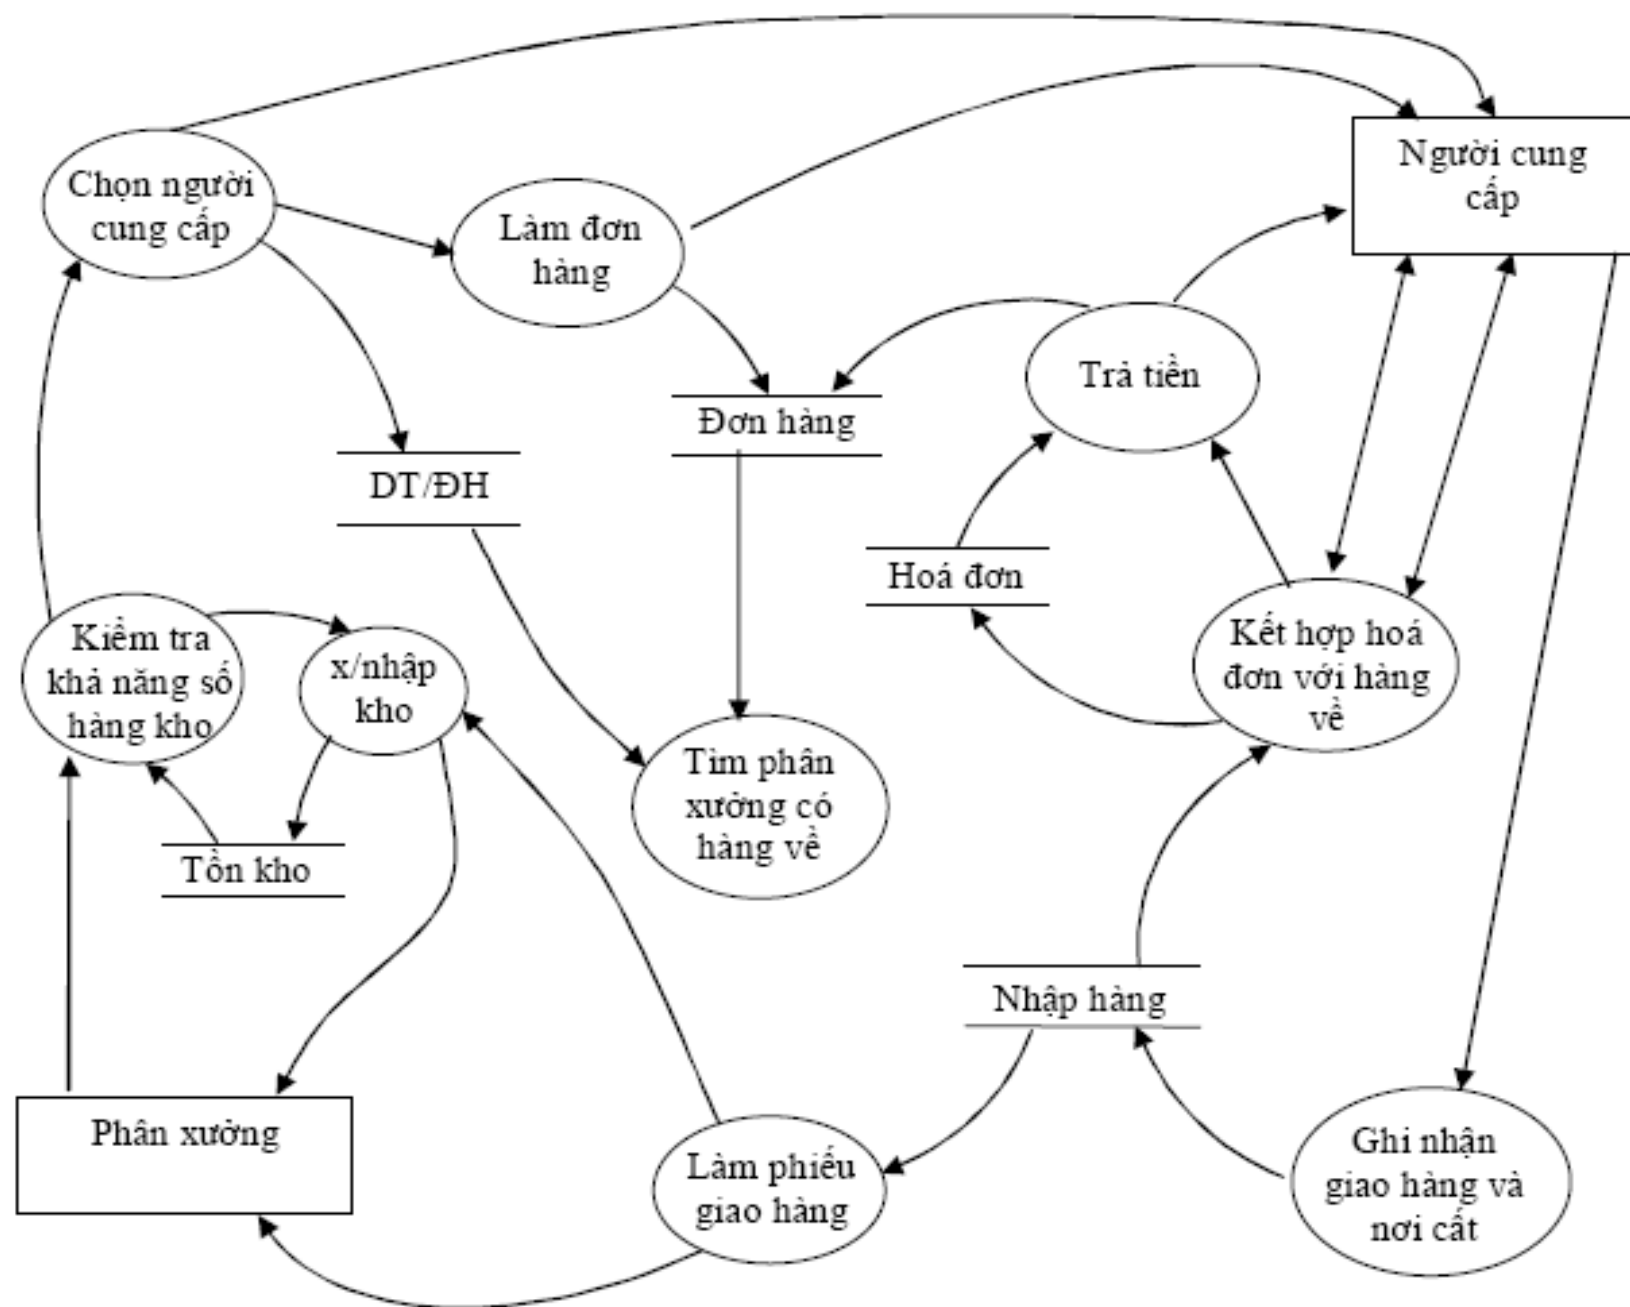 Người cung
cấp
Chọn người
cung cấp
Làm đơn
hàng
Trả tiền
Đơn hàng
DT/ĐH
Hoá đơn
Kiểm tra
khả năng số
hàng kho
x/nhập
kho
Kết hợp hoá
đơn với hàng
về
Tìm phân
xưởng có
hàng về
Tồn kho
Nhập hàng
Phân xưởng
Làm phiếu
giao hàng
Ghi nhận
giao hàng và
nơi cất